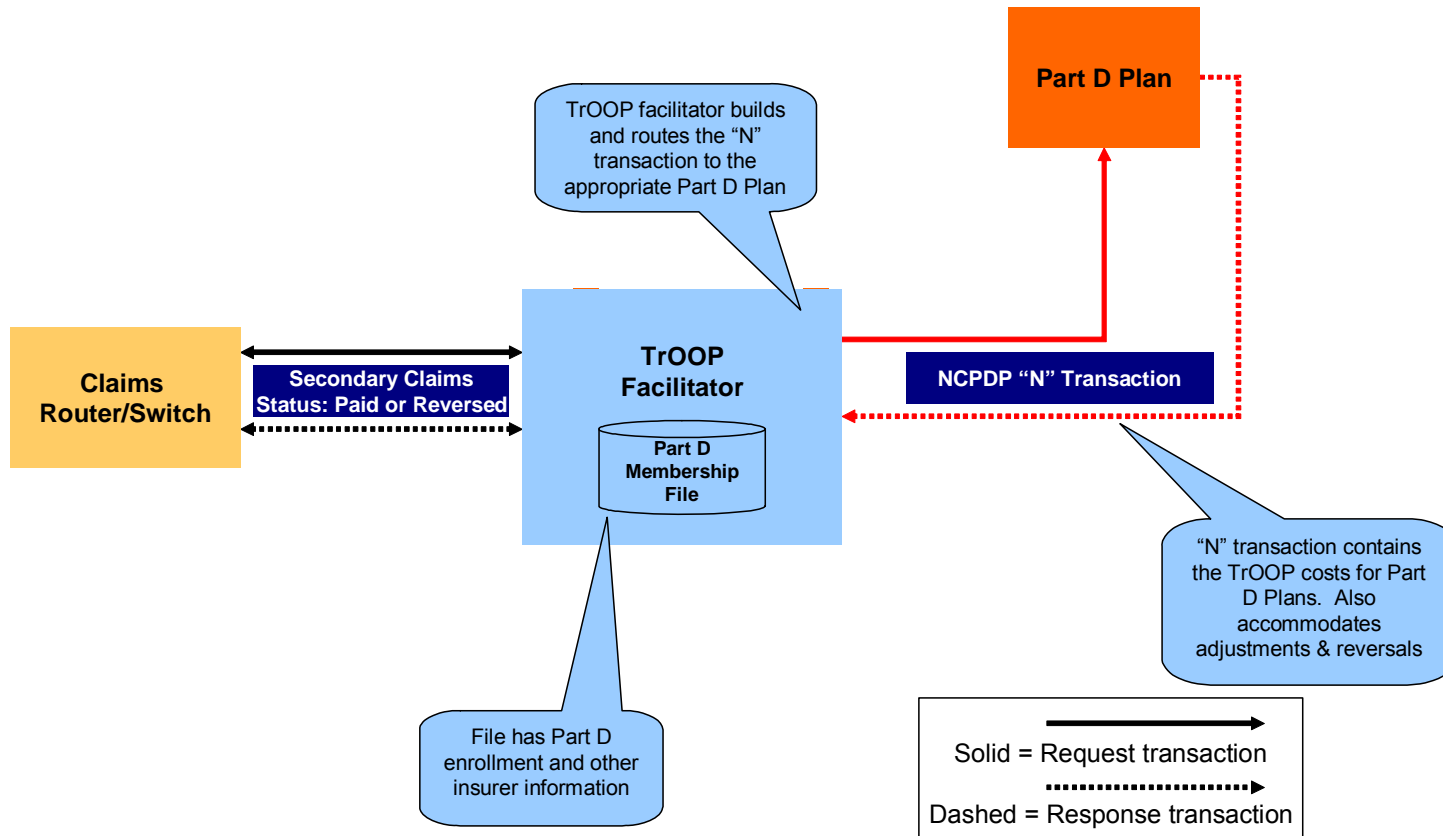 Part D Plan
TrOOP facilitator builds
and routes the “N”
transaction to the
appropriate Part D Plan
Claims
Router/Switch
Secondary Claims
Status: Paid or Reversed
TrOOP
Facilitator
Part D
Membership
File
NCPDP “N” Transaction
“N” transaction contains
the TrOOP costs for Part
D Plans. Also
accommodates
adjustments & reversals
File has Part D
enrollment and other
insurer information
Solid = Request transaction
Dashed = Response transaction